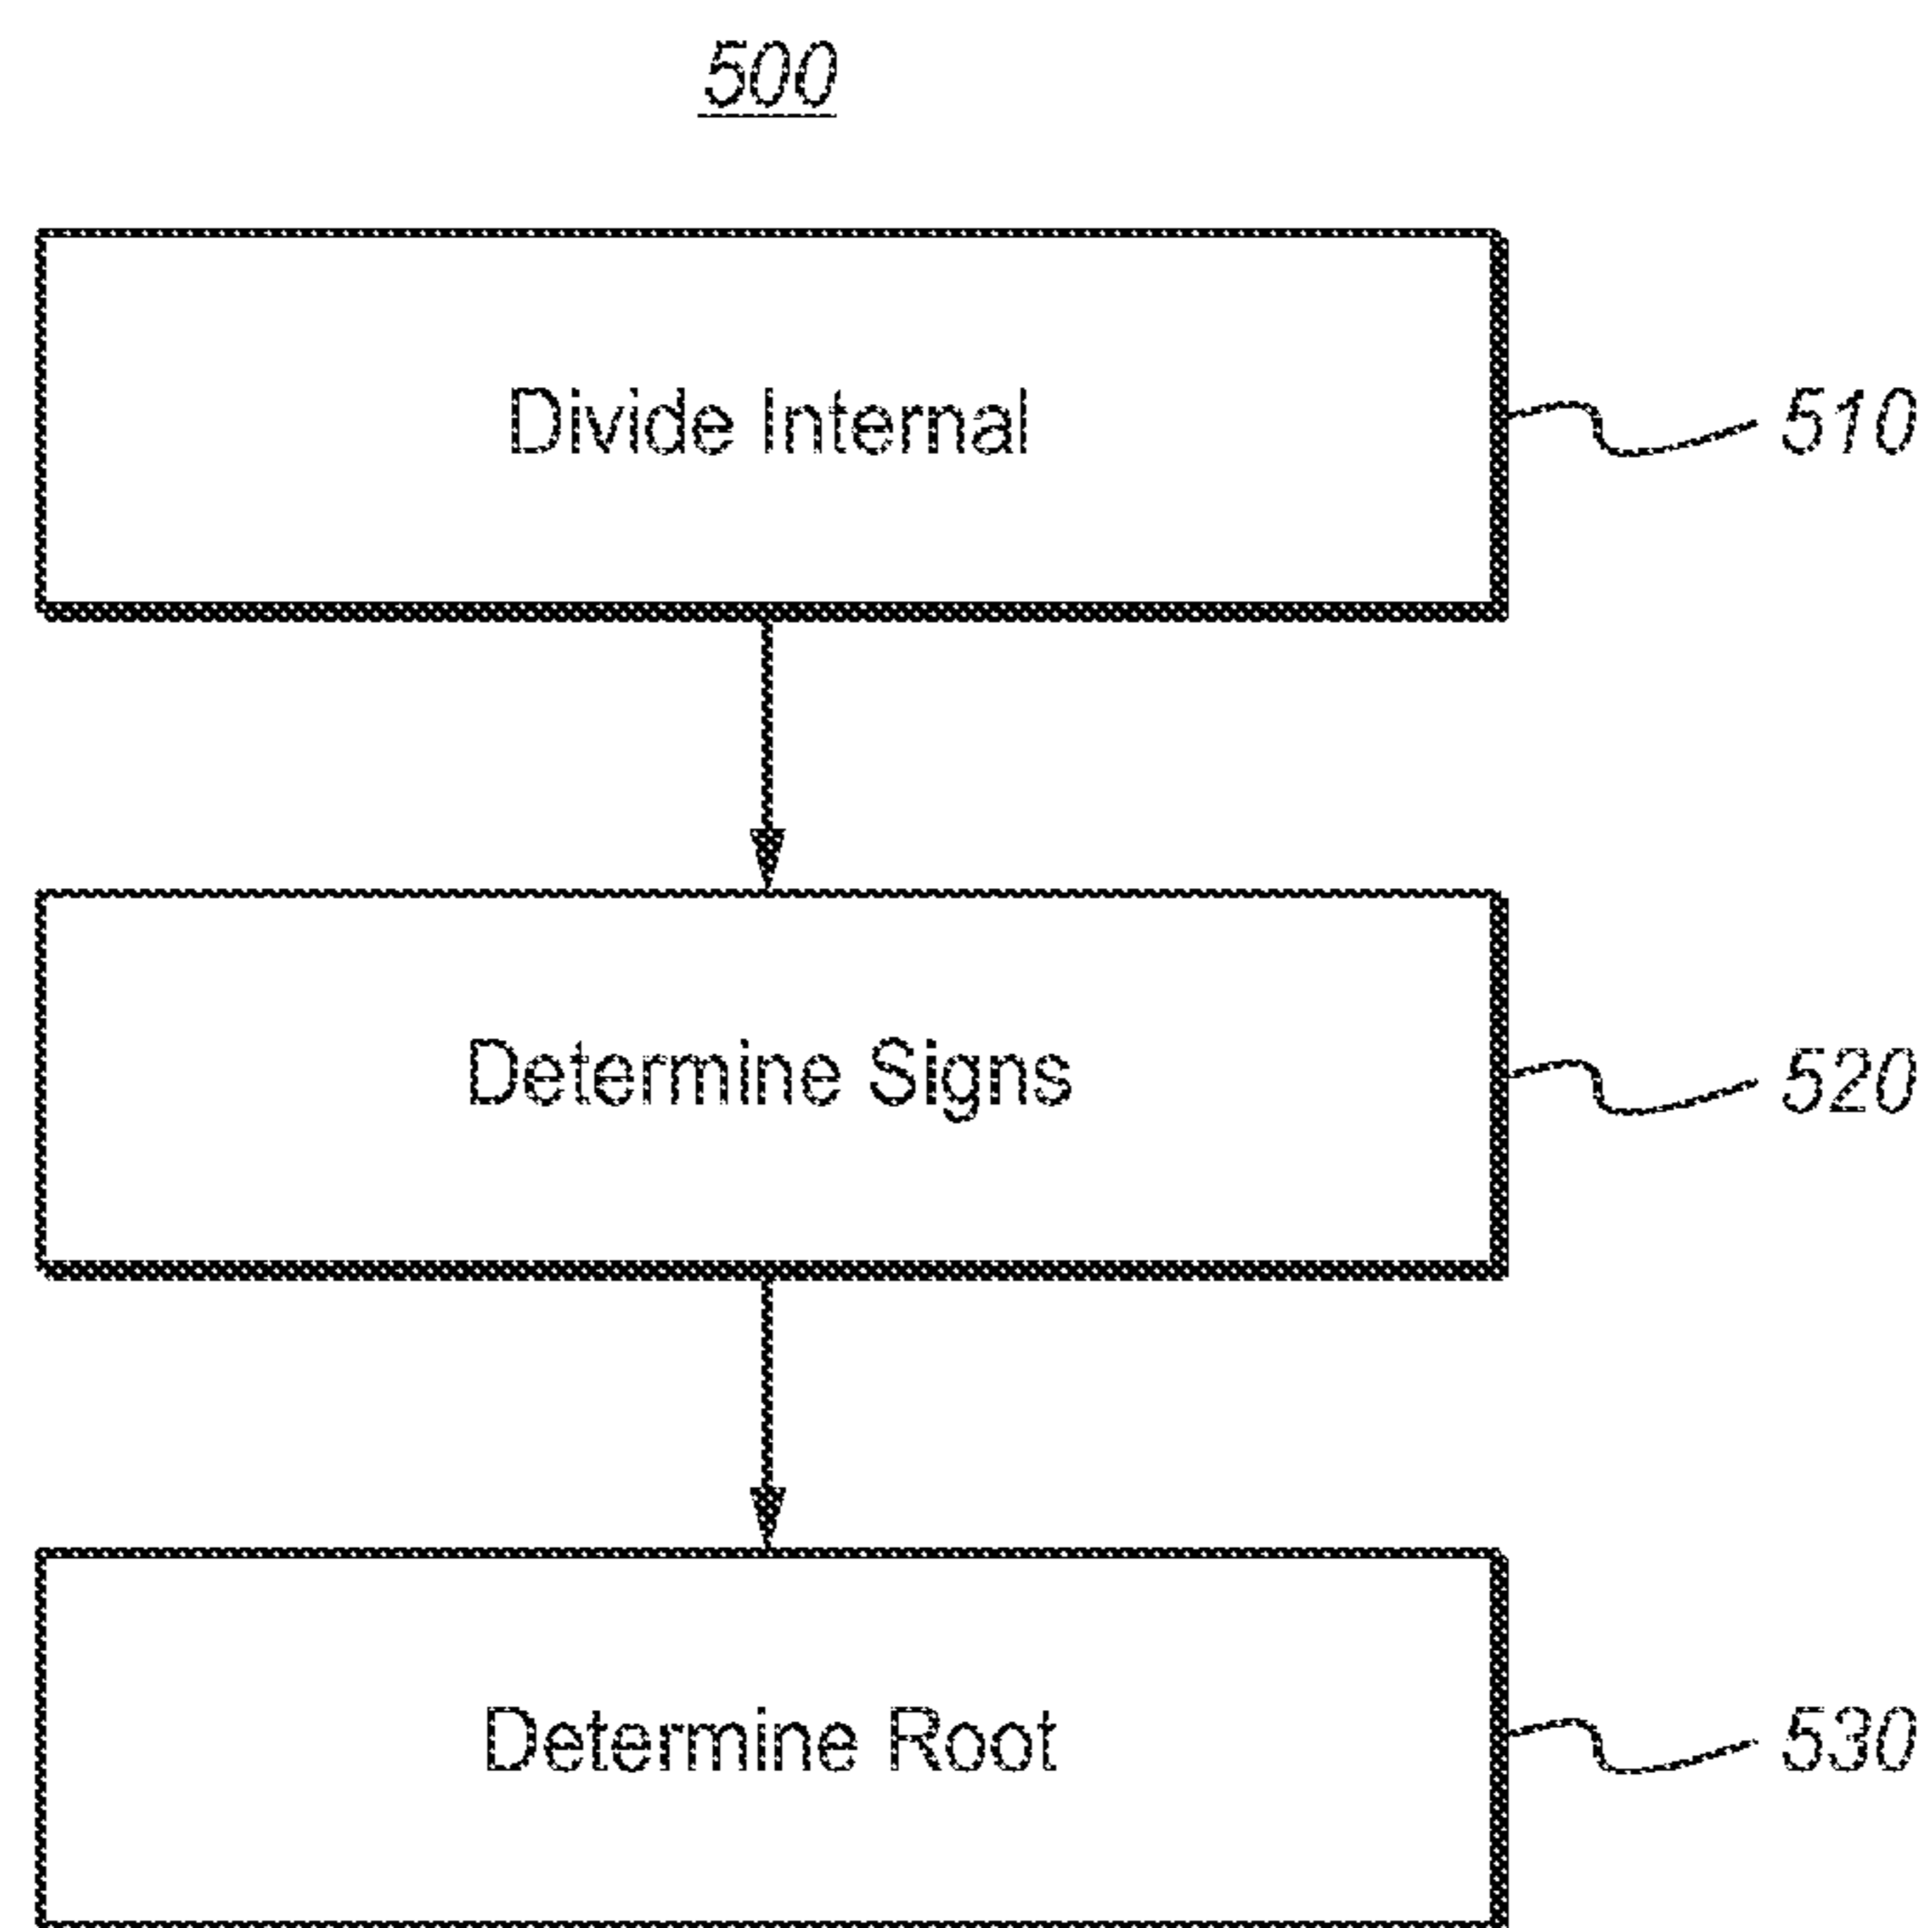 500
Divide Internal
510
Determine Signs
520
Determine Root
530